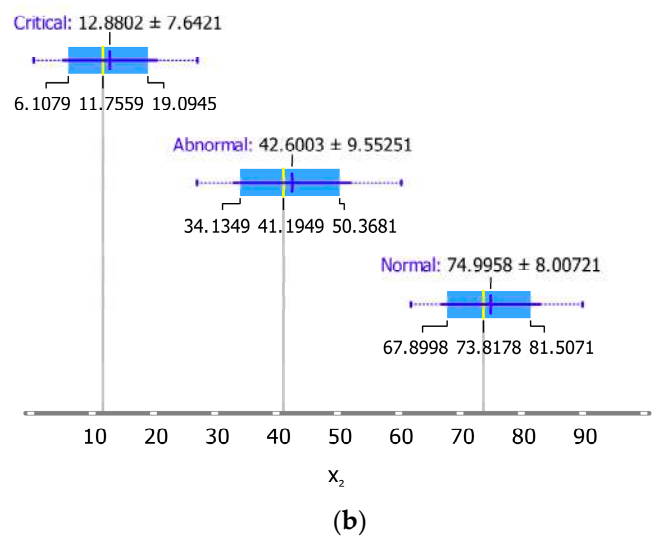 Critical: 12.8802 ± 7.6421
6.1079 11.7559 19.0945
Abnormal: 42.6003 ± 9.55251
34.1349 41.1949 50.3681
Normal: 74.9958 ± 8.00721
67.8998 73.8178 81.5071
10 20 30 40 50 60 70 80 90
x₂
(b)